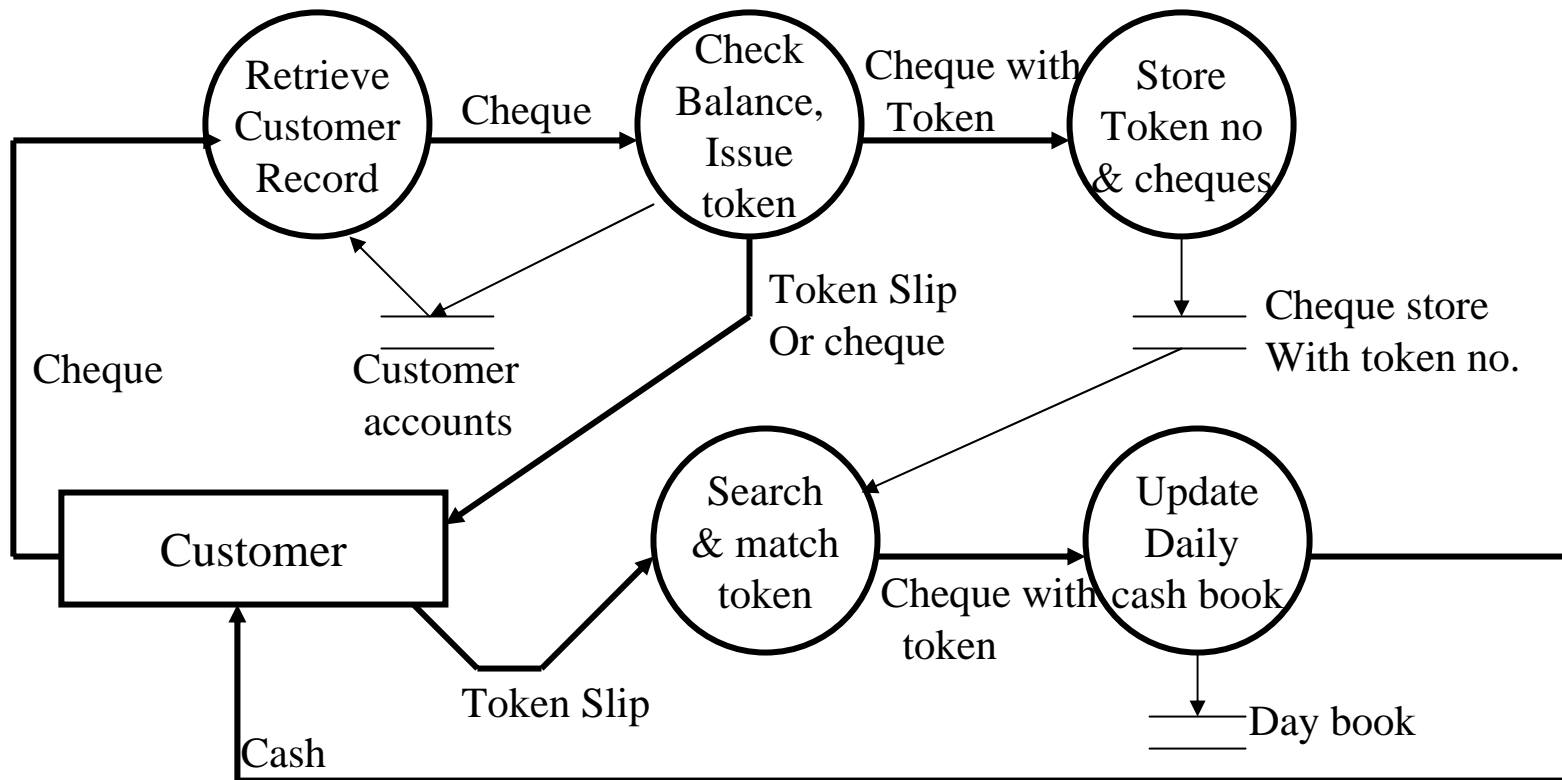 Retrieve
Customer
Record
Cheque
Check
Balance,
Issue
token
Cheque with
Token
Store
Token no
& cheques
Token Slip
Or cheque
Cheque store
With token no.
Cheque
Customer
accounts
Customer
Search
& match
token
Cheque with
token
Update
Daily
cash book
Token Slip
Day book
Cash